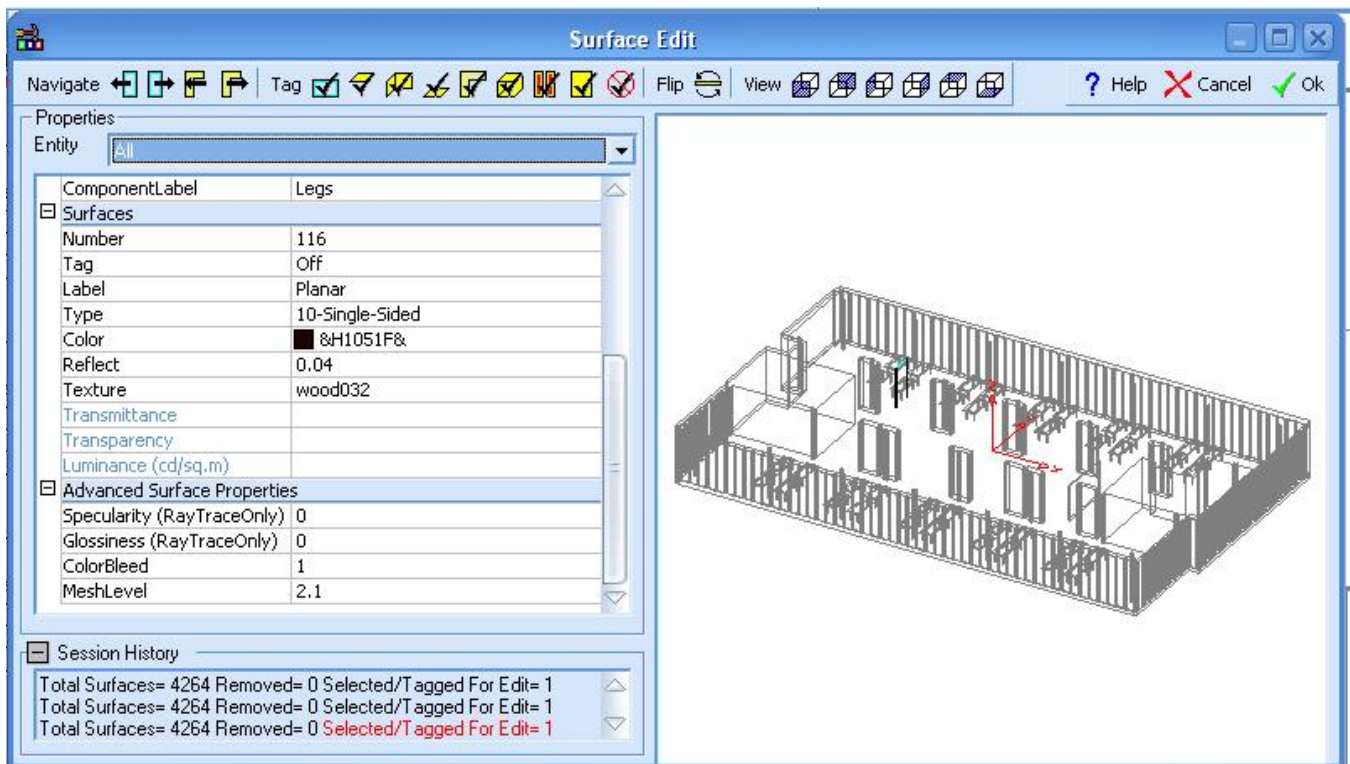 Surface Edit
Navigate Tag Flip View ? Help Cancel Ok
Properties
Entity All
ComponentLabel Legs
Surfaces
Number 116
Tag Off
Label Planar
Type 10-Single-Sided
Color &H1051F&
Reflect 0.04
Texture wood032
Transmittance
Transparency
Luminance (cd/sq.m)
Advanced Surface Properties
Specularity (RayTraceOnly) 0
Glossiness (RayTraceOnly) 0
ColorBleed 1
MeshLevel 2.1
Session History
Total Surfaces= 4264 Removed= 0 Selected/Tagged For Edit= 1
Total Surfaces= 4264 Removed= 0 Selected/Tagged For Edit= 1
Total Surfaces= 4264 Removed= 0 Selected/Tagged For Edit= 1